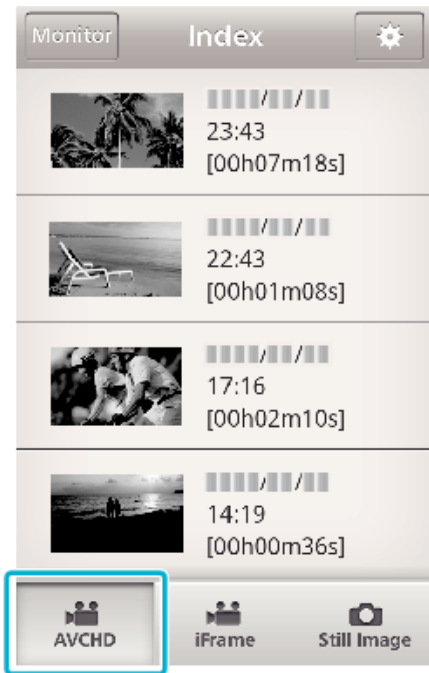 Monitor Index
23:43
[00h07m18s]
22:43
[00h01m08s]
17:16
[00h02m10s]
14:19
[00h00m36s]
AVCHD iFrame Still Image